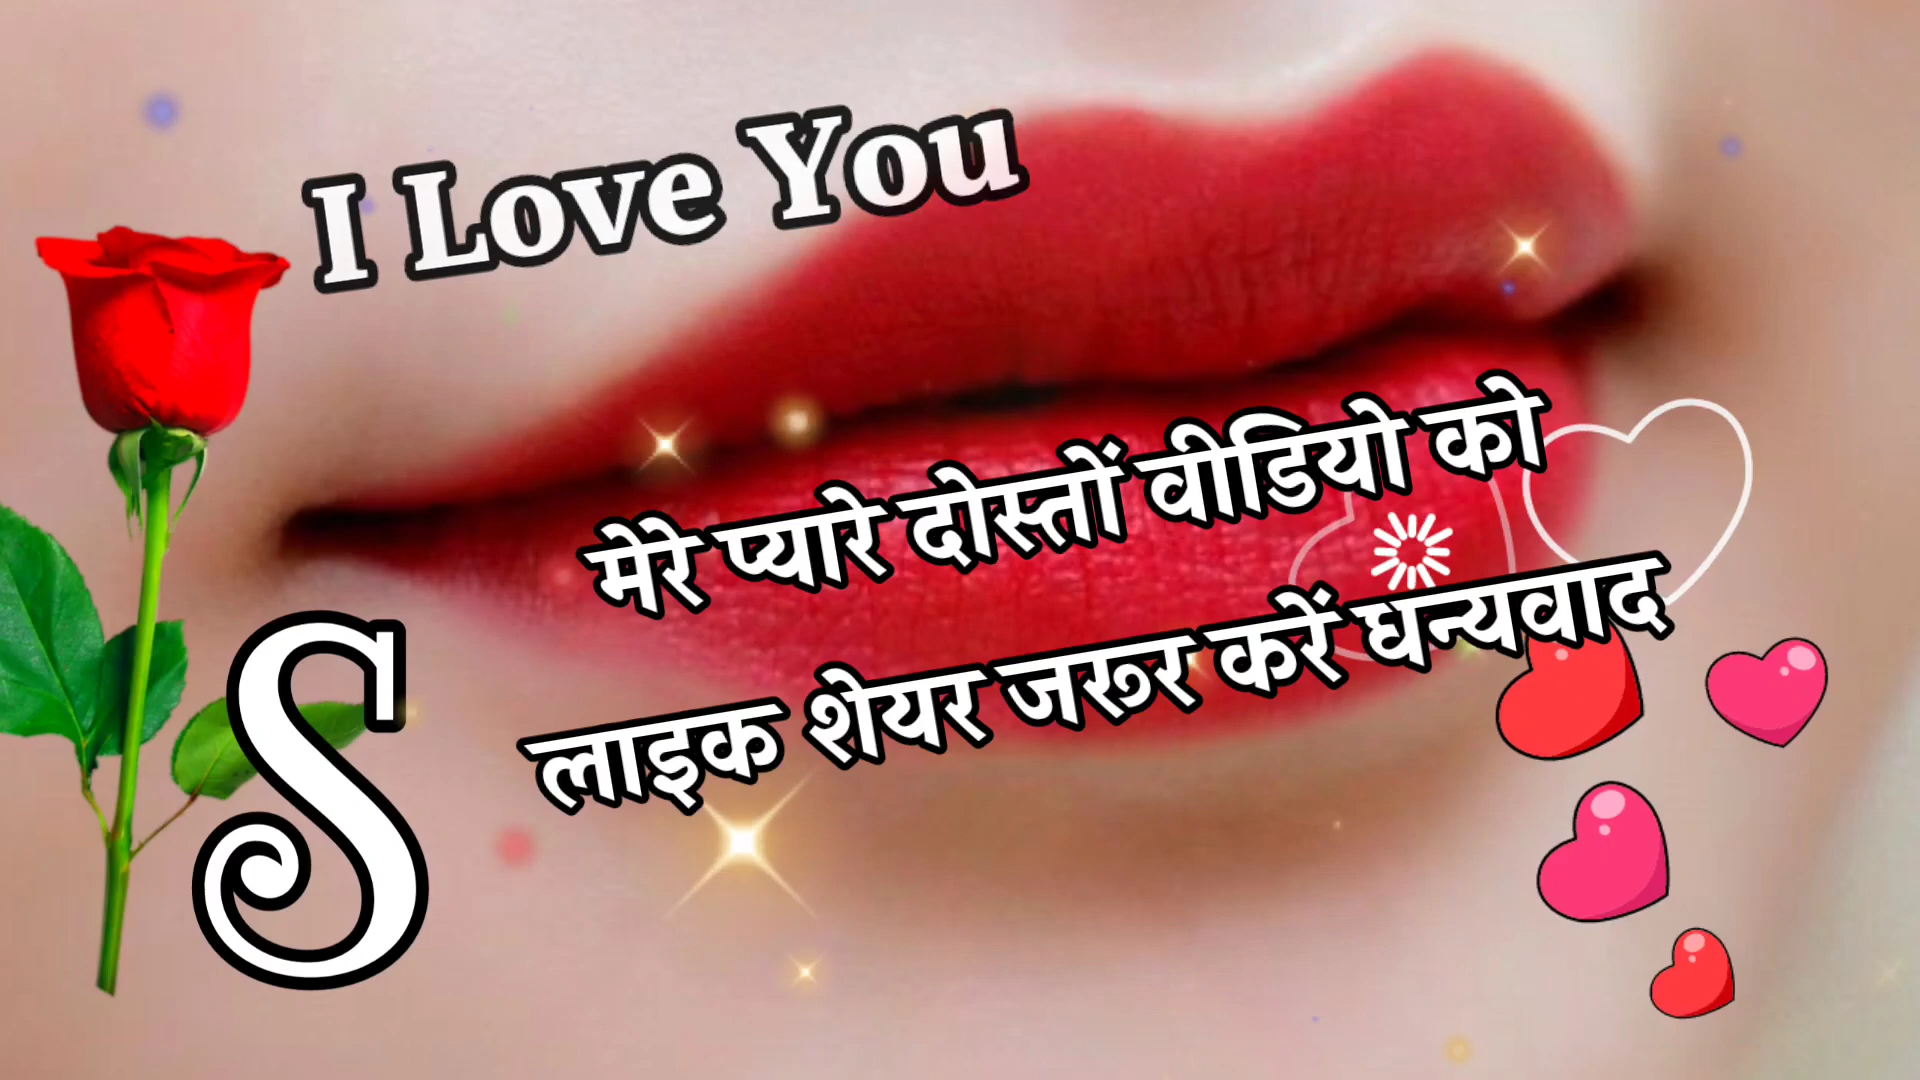 I Love You
मेरे प्यारे दोस्तों वीडियो को
लाइक शेयर जरूर करें धन्यवाद
S